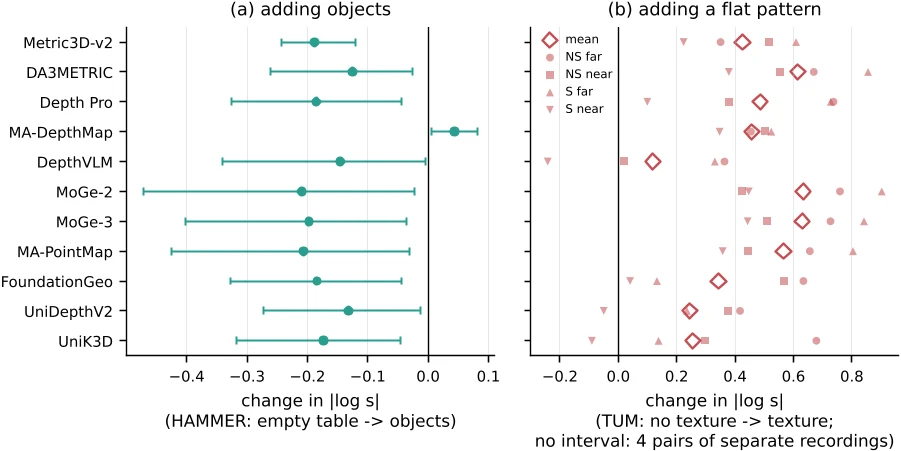 (a) adding objects
Metric3D-v2
DA3METRIC
Depth Pro
MA-DepthMap
DepthVLM
MoGe-2
MoGe-3
MA-PointMap
FoundationGeo
UniDepthV2
UniK3D
−0.4 −0.3 −0.2 −0.1 0.0 0.1
change in |log s|
(HAMMER: empty table -> objects)
(b) adding a flat pattern
mean
NS far
NS near
S far
S near
−0.2 0.0 0.2 0.4 0.6 0.8
change in |log s|
(TUM: no texture -> texture;
no interval: 4 pairs of separate recordings)